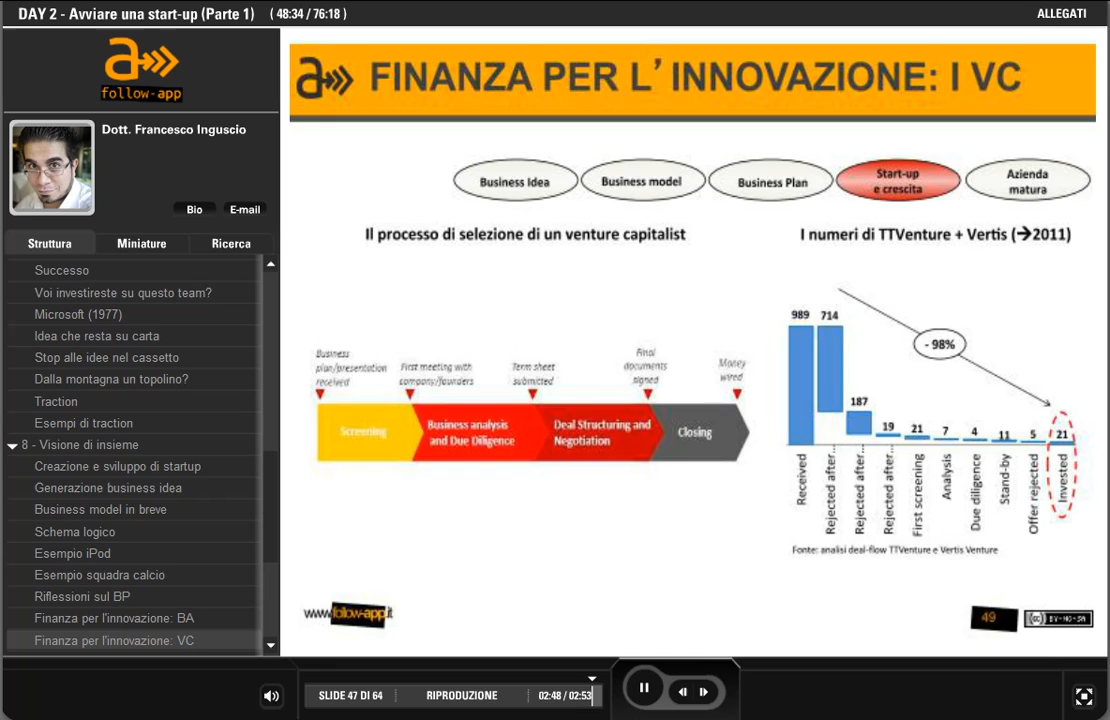 DAY 2 - Avviare una start-up (Parte 1) ( 48:34 / 76:18 )
ALLEGATI
follow-app
Dott. Francesco Inguscio
Bio
E-mail
Struttura
Miniature
Ricerca
Successo
Voi investireste su questo team?
Microsoft (1977)
Idea che resta su carta
Stop alle idee nel cassetto
Dalla montagna un topolino?
Traction
Esempi di traction
8 - Visione di insieme
Creazione e sviluppo di startup
Generazione business idea
Business model in breve
Schema logico
Esempio iPod
Esempio squadra calcio
Riflessioni sul BP
Finanza per l'innovazione: BA
Finanza per l'innovazione: VC
a FINANZA PER L'INNOVAZIONE: I VC
Business Idea
Business model
Business Plan
Start-up
e crescita
Azienda
matura
Il processo di selezione di un venture capitalist
Business
plan/presentation
received
First meeting with
company/founders
Term sheet
submitted
Final
documents
signed
Money
wired
Screening
Business analysis
and Due Diligence
Deal Structuring and
Negotiation
Closing
I numeri di TTVenture + Vertis (→2011)
- 98%
989
714
187
19
21
7
4
11
5
21
Received
Rejected after...
Rejected after...
Rejected after...
First screening
Analysis
Due diligence
Stand-by
Offer rejected
Invested
Fonte: analisi deal-flow TTVenture e Vertis Venture
www.follow-app.it
49
cc BY-NC-SA
SLIDE 47 DI 64
RIPRODUZIONE
02:48 / 02:53